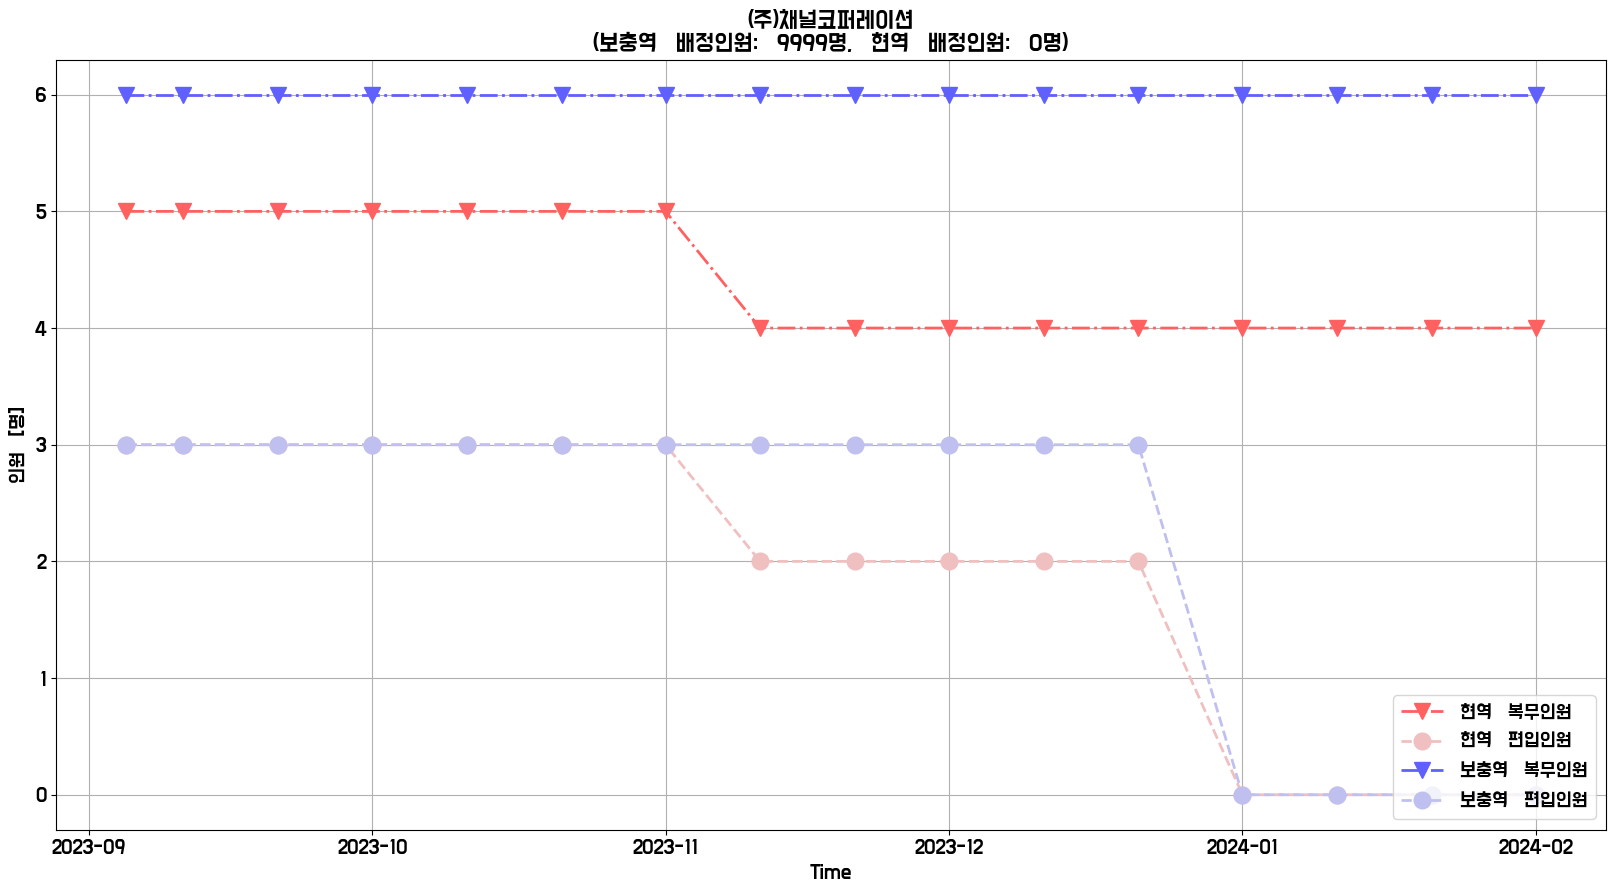 (주)채널코퍼레이션
(보충역 배정인원: 9999명, 현역 배정인원: 0명)
6
5
4
3
2
1
0
인원 [명]
2023-09 2023-10 2023-11 2023-12 2024-01 2024-02
Time
현역 복무인원
현역 편입인원
보충역 복무인원
보충역 편입인원